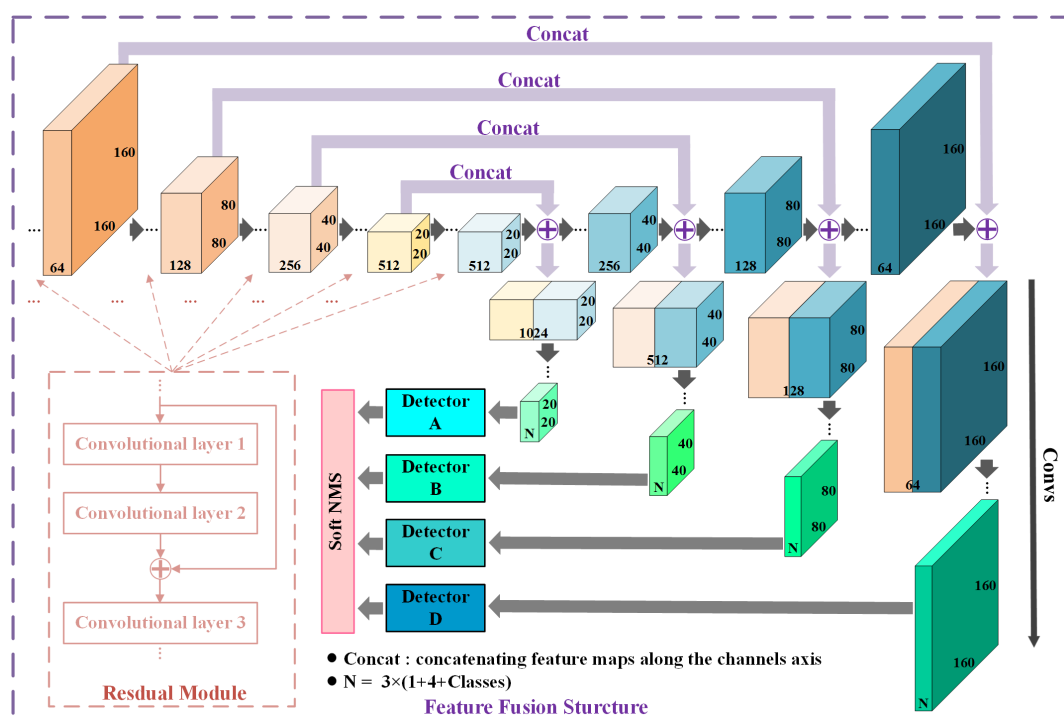 Concat
Concat
Concat
Concat
160
160
64
80
80
128
40
40
256
20
20
512
20
20
512
40
40
256
80
80
128
160
160
64
...
...
...
...
...
20
20
1024
40
40
512
80
80
128
160
160
64
Convolutional layer 1
Convolutional layer 2
Convolutional layer 3
Resdual Module
Soft NMS
Detector
A
Detector
B
Detector
C
Detector
D
20
20
N
40
40
N
80
80
N
160
160
N
Convs
● Concat : concatenating feature maps along the channels axis
● N = 3×(1+4+Classes)
Feature Fusion Sturcture